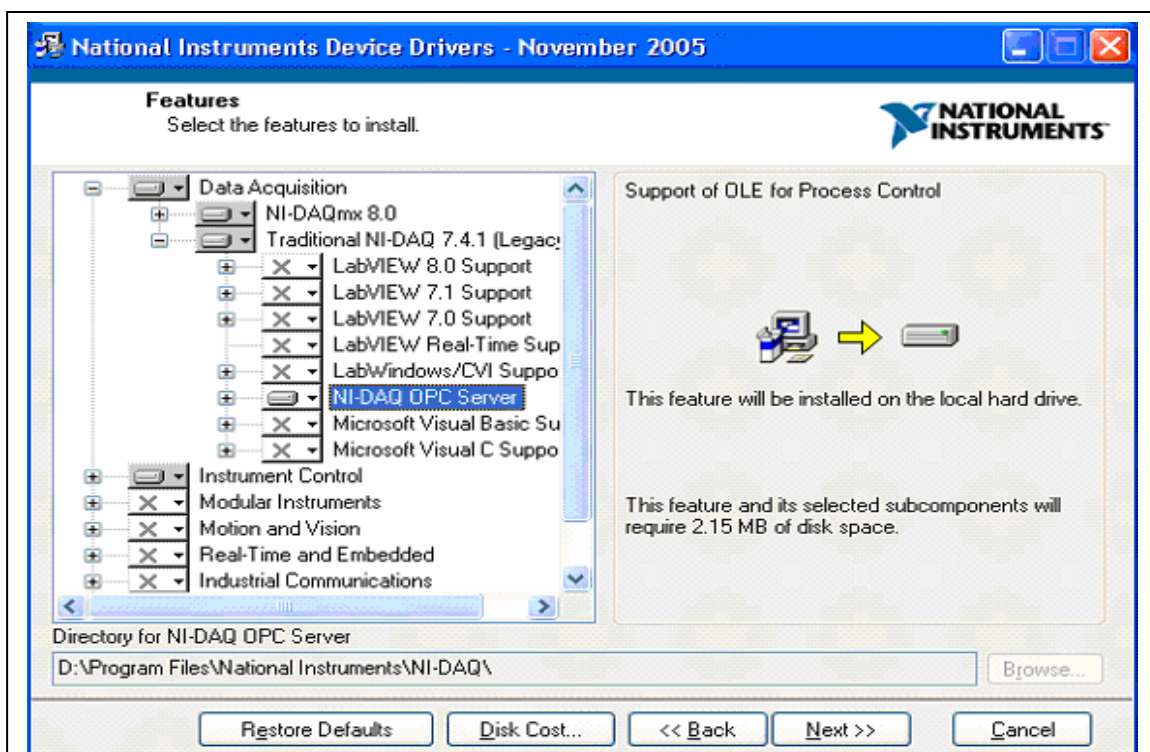 National Instruments Device Drivers - November 2005
Features
Select the features to install.
NATIONAL
INSTRUMENTS
Data Acquisition
NI-DAQmx 8.0
Traditional NI-DAQ 7.4.1 (Legacy
LabVIEW 8.0 Support
LabVIEW 7.1 Support
LabVIEW 7.0 Support
LabVIEW Real-Time Sup
LabWindows/CVI Suppo
NI-DAQ OPC Server
Microsoft Visual Basic Su
Microsoft Visual C Suppo
Instrument Control
Modular Instruments
Motion and Vision
Real-Time and Embedded
Industrial Communications
Support of OLE for Process Control
This feature will be installed on the local hard drive.
This feature and its selected subcomponents will
require 2.15 MB of disk space.
Directory for NI-DAQ OPC Server
D:\Program Files\National Instruments\NI-DAQ\
Browse...
Restore Defaults
Disk Cost...
<< Back
Next >>
Cancel